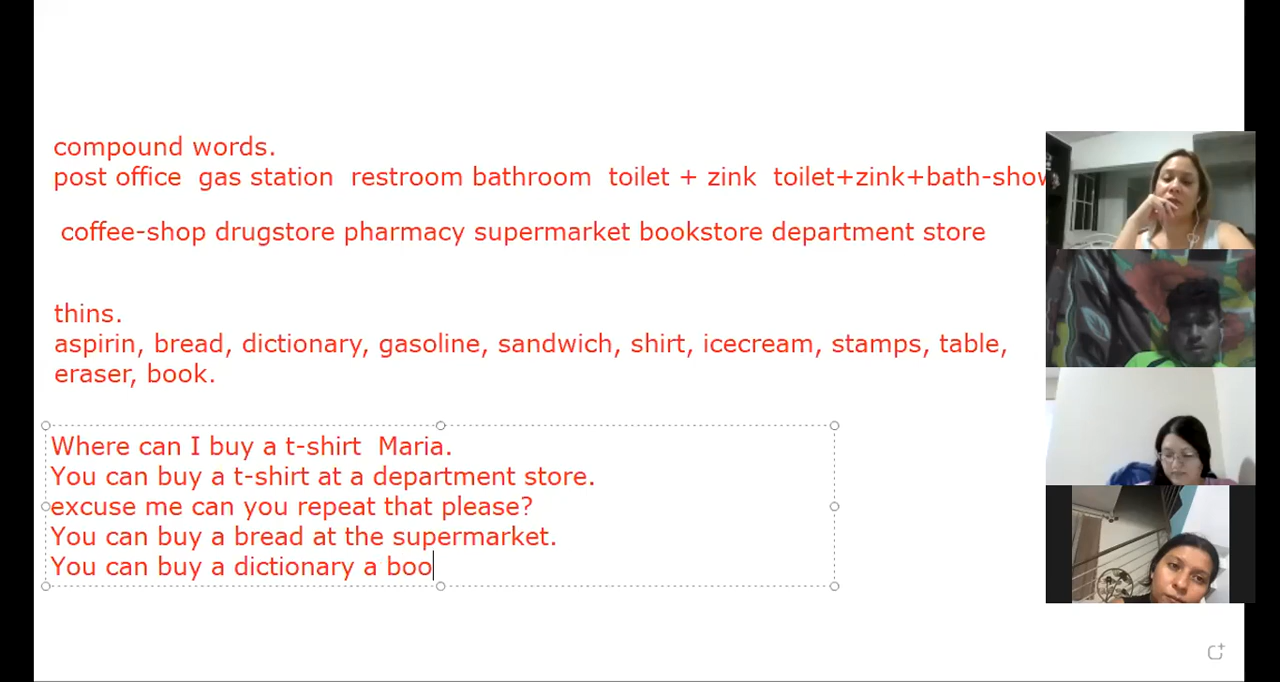 compound words.
post office gas station restroom bathroom toilet + zink toilet+zink+bath-show
coffee-shop drugstore pharmacy supermarket bookstore department store
thins.
aspirin, bread, dictionary, gasoline, sandwich, shirt, icecream, stamps, table,
eraser, book.
Where can I buy a t-shirt Maria.
You can buy a t-shirt at a department store.
excuse me can you repeat that please?
You can buy a bread at the supermarket.
You can buy a dictionary a boo